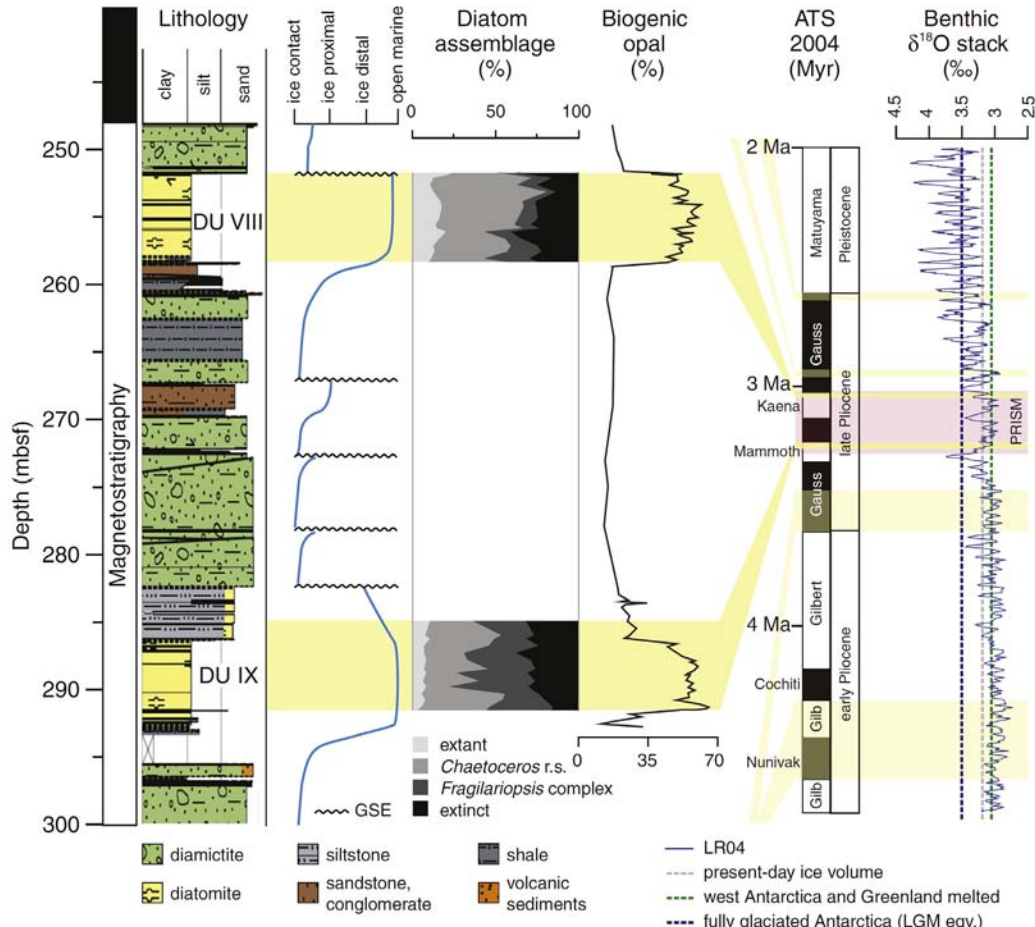 Lithology
Diatom
assemblage
(%)
Biogenic
opal
(%)
ATS
2004
(Myr)
Benthic
δ¹⁸O stack
(‰)
clay
silt
sand
ice contact
ice proximal
ice distal
open marine
0 50 100
4.5 4 3.5 3 2.5
Depth (mbsf)
Magnetostratigraphy
250
260
270
280
290
300
DU VIII
DU IX
GSE
0 35 70
2 Ma
3 Ma
Kaena
Mammoth
4 Ma
Cochiti
Nunivak
Matuyama
Gauss
Gauss
Gilbert
Gilb
Gilb
Pleistocene
late Pliocene
early Pliocene
PRISM
extant
Chaetoceros r.s.
Fragilariopsis complex
extinct
diamictite
diatomite
siltstone
sandstone,
conglomerate
shale
volcanic
sediments
LR04
present-day ice volume
west Antarctica and Greenland melted
fully glaciated Antarctica (LGM eqv.)